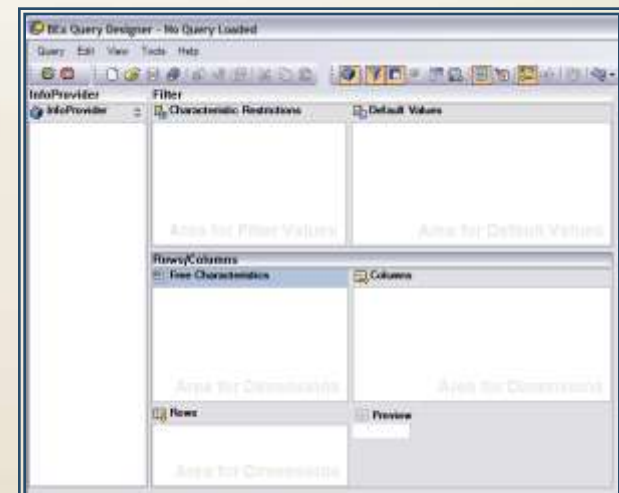 BEx Query Designer - No Query Loaded
Query Edit View Tools Help
InfoProvider
Filter
InfoProvider
Characteristic Restrictions
Default Values
Area for Filter Values
Area for Default Values
Rows/Columns
Free Characteristics
Columns
Area for Dimensions
Area for Dimensions
Rows
Preview
Area for Dimensions